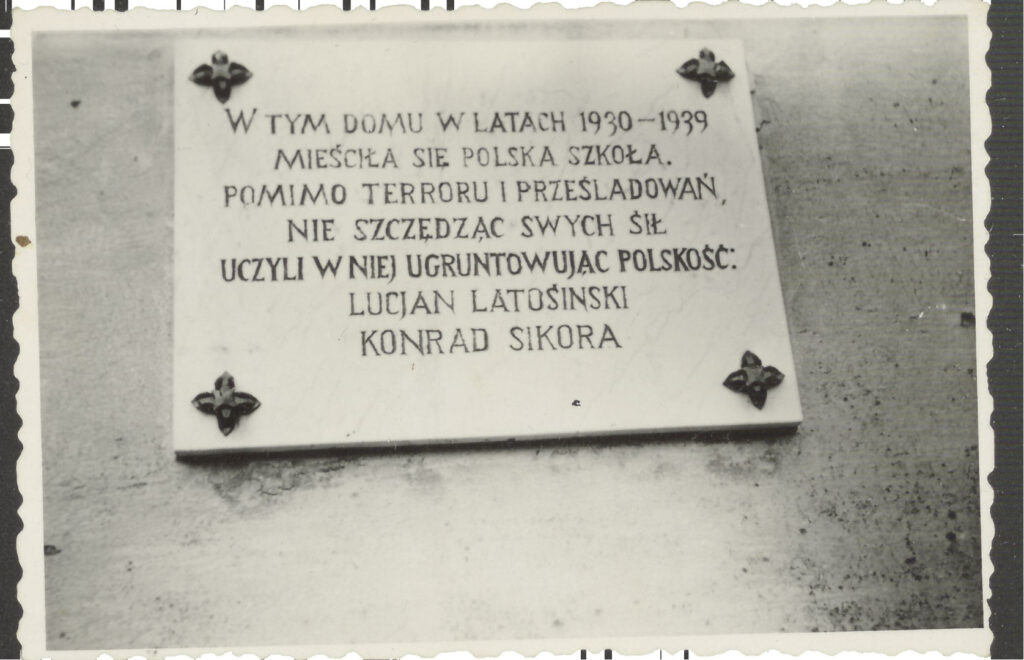 W TYM DOMU W LATACH 1930-1939
MIEŚCIŁA SIĘ POLSKA SZKOŁA.
POMIMO TERRORU I PRZEŚLADOWAŃ,
NIE SZCZĘDZĄC SWYCH SIŁ
UCZYLI W NIEJ UGRUNTOWUJĄC POLSKOŚĆ:
LUCJAN LATOŚINSKI
KONRAD SIKORA